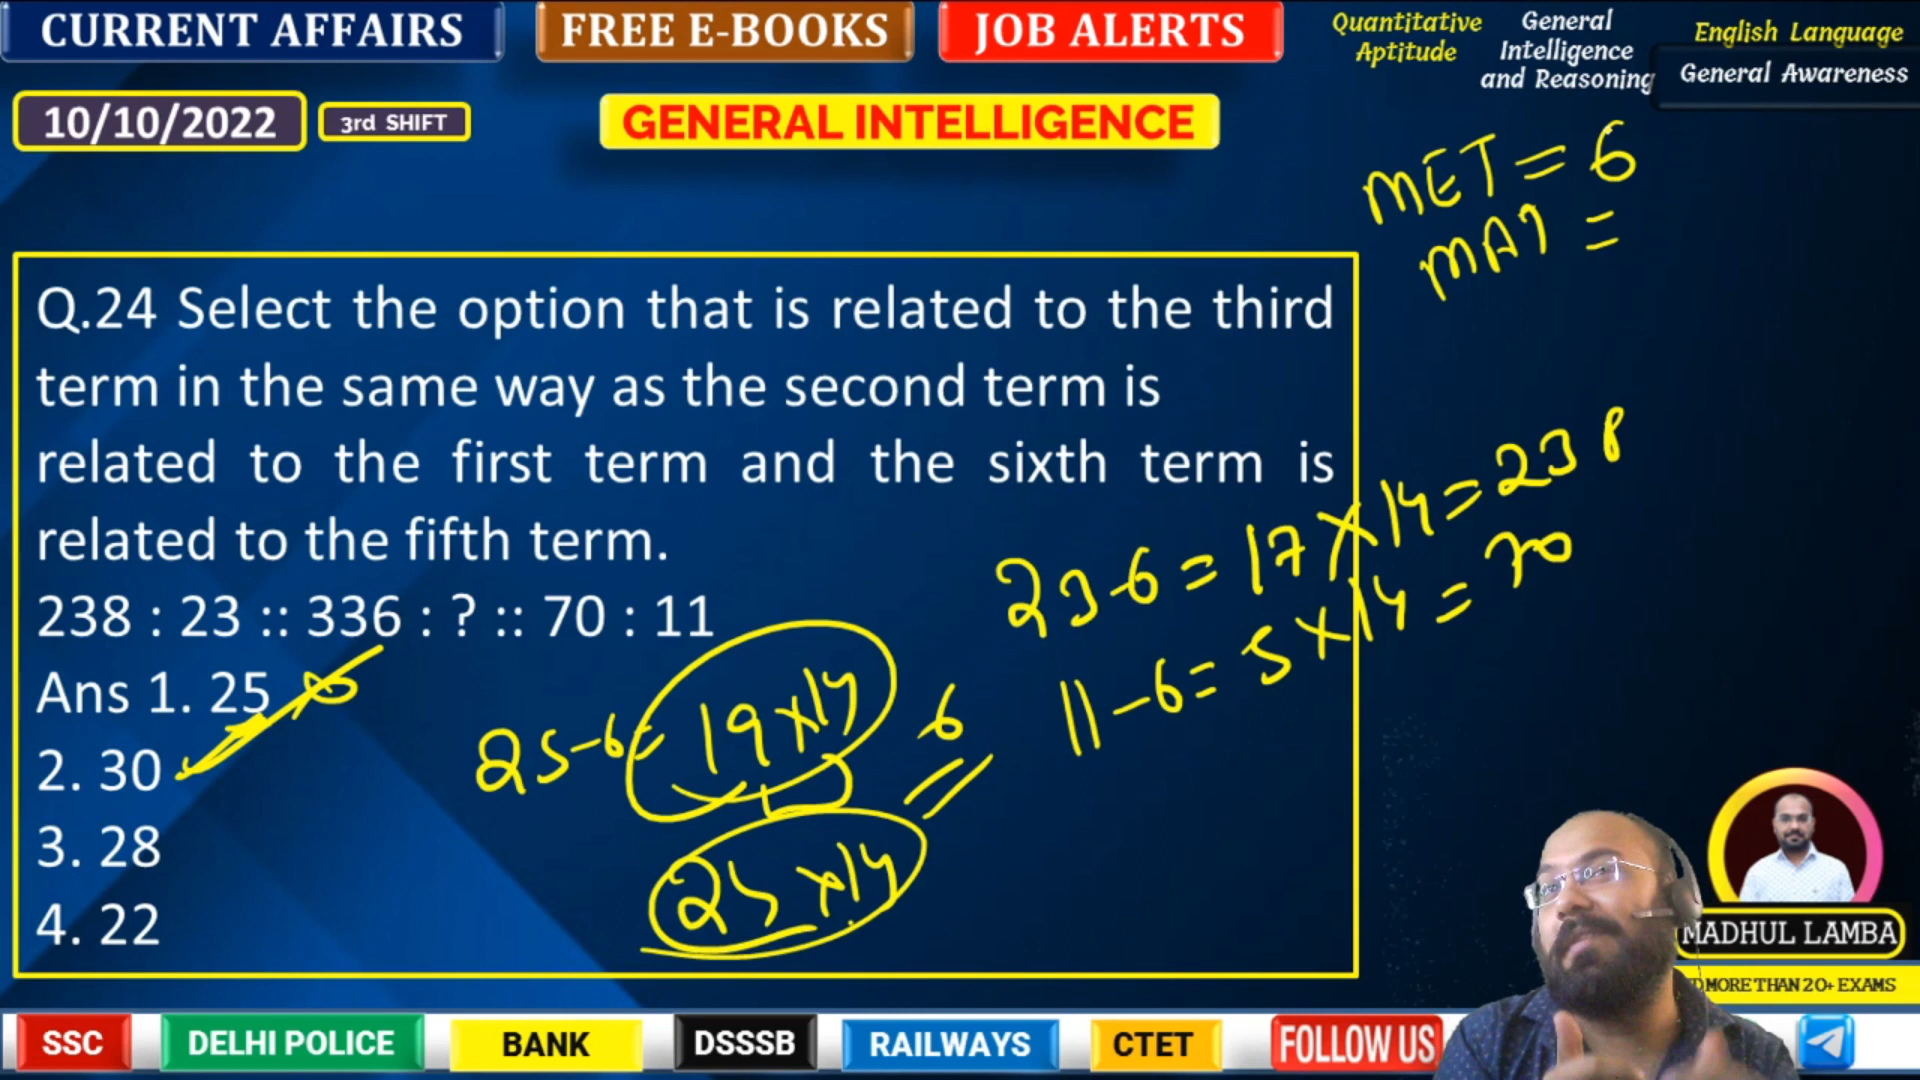 CURRENT AFFAIRS
FREE E-BOOKS
JOB ALERTS
Quantitative Aptitude
General Intelligence and Reasoning
English Language
General Awareness
10/10/2022
3rd SHIFT
GENERAL INTELLIGENCE
MET = 6
MAT =
Q.24 Select the option that is related to the third
term in the same way as the second term is
related to the first term and the sixth term is
related to the fifth term.
238 : 23 :: 336 : ? :: 70 : 11
Ans 1. 25
2. 30
3. 28
4. 22
23-6 = 17 X 14 = 238
11-6 = 5 X 14 = 70
25-6 = 19 x 14
6
25 x 14
MADHUL LAMBA
MORE THAN 20+ EXAMS
SSC
DELHI POLICE
BANK
DSSSB
RAILWAYS
CTET
FOLLOW US